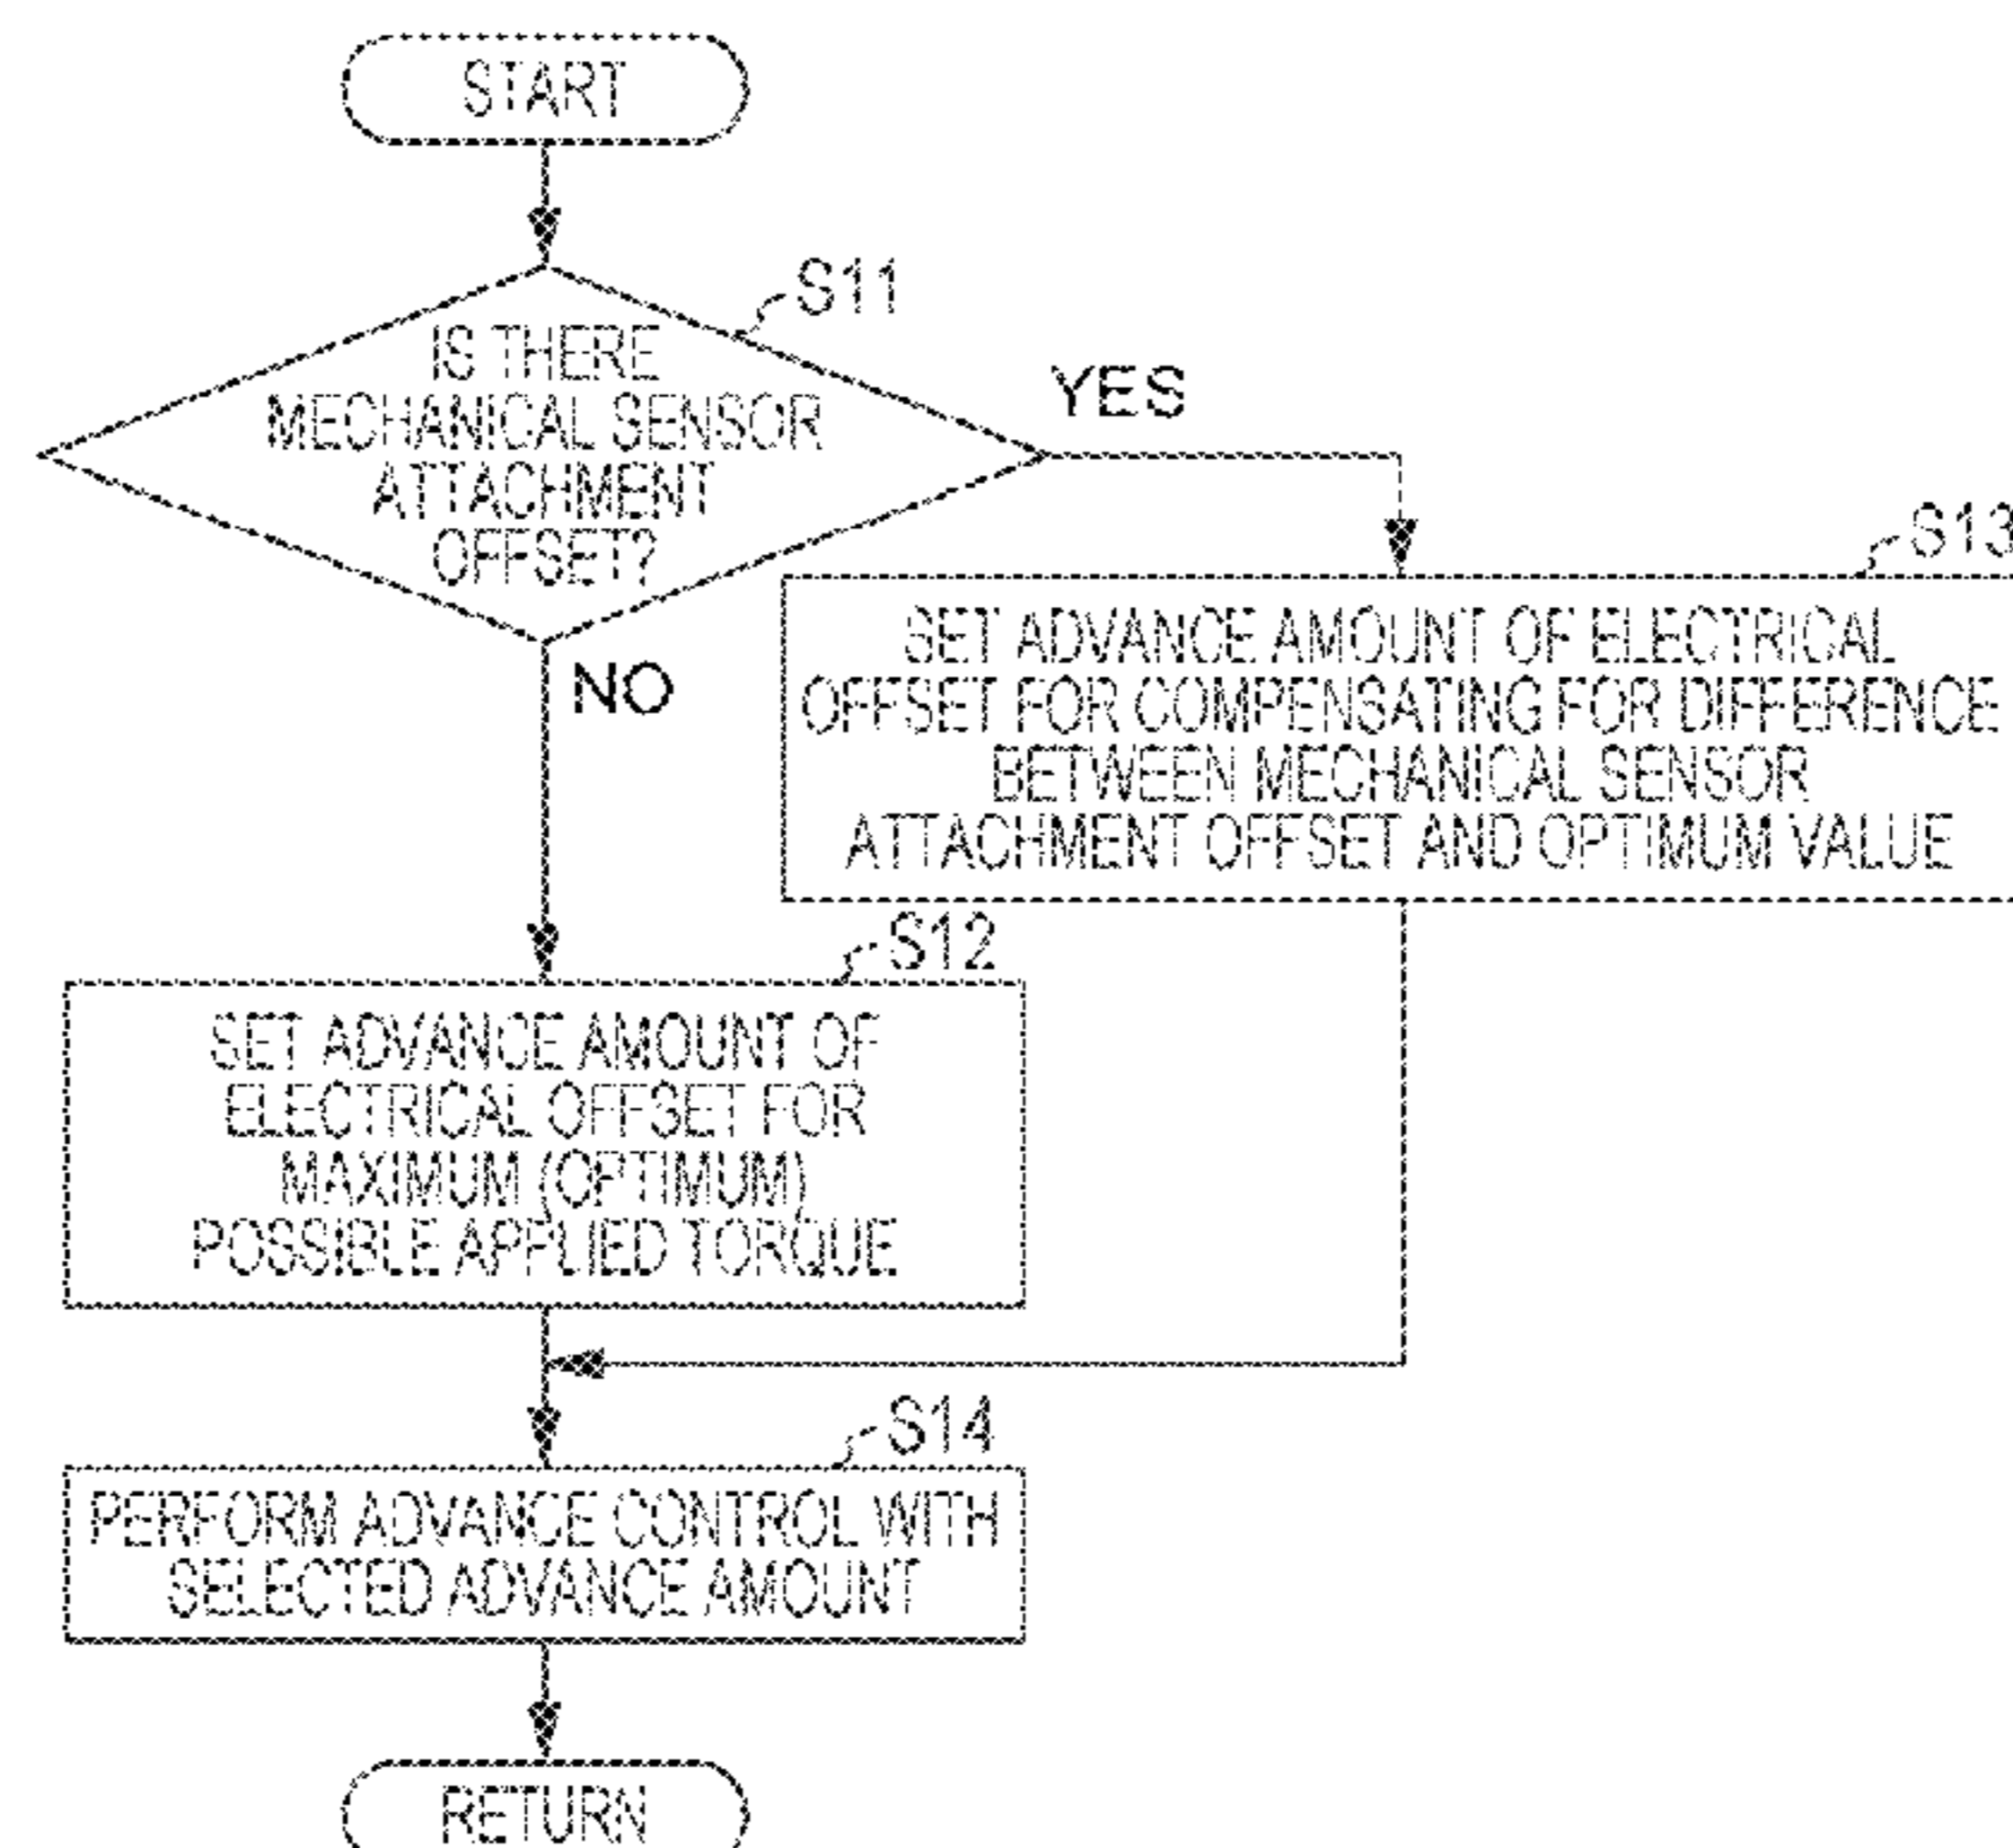 START
S11
IS THERE
MECHANICAL SENSOR
ATTACHMENT
OFFSET?
YES
NO
S13
SET ADVANCE AMOUNT OF ELECTRICAL
OFFSET FOR COMPENSATING FOR DIFFERENCE
BETWEEN MECHANICAL SENSOR
ATTACHMENT OFFSET AND OPTIMUM VALUE
S12
SET ADVANCE AMOUNT OF
ELECTRICAL OFFSET FOR
MAXIMUM (OPTIMUM)
POSSIBLE APPLIED TORQUE
S14
PERFORM ADVANCE CONTROL WITH
SELECTED ADVANCE AMOUNT
RETURN